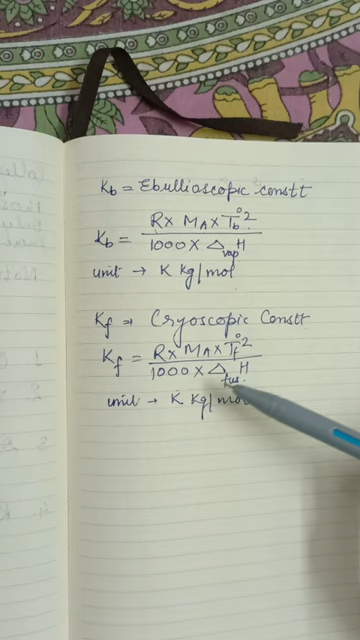 Kb = Ebullioscopic constt
Kb = R x MA x Tb°²
1000 x ΔvapH
unit → K Kg/mol
Kf = Cryoscopic Constt
Kf = R x MA x Tf°²
1000 x Δfus.H
unit → K Kg/mol